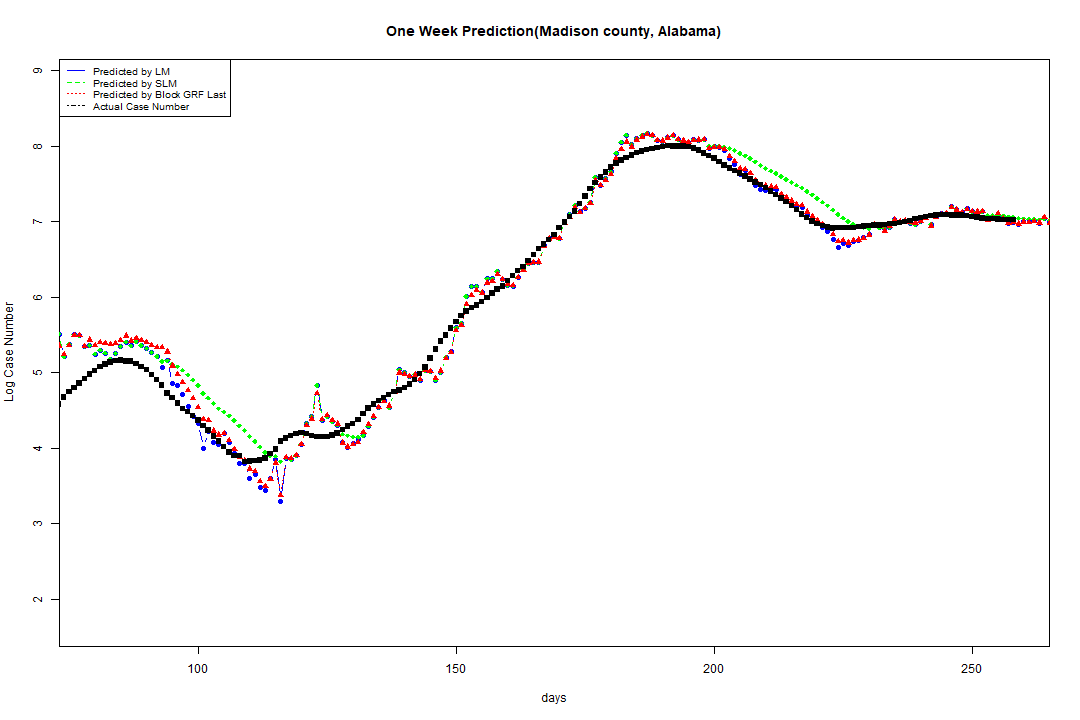 One Week Prediction(Madison county, Alabama)
Predicted by LM
Predicted by SLM
Predicted by Block GRF Last
Actual Case Number
9
8
7
6
5
4
3
2
Log Case Number
100
150
200
250
days